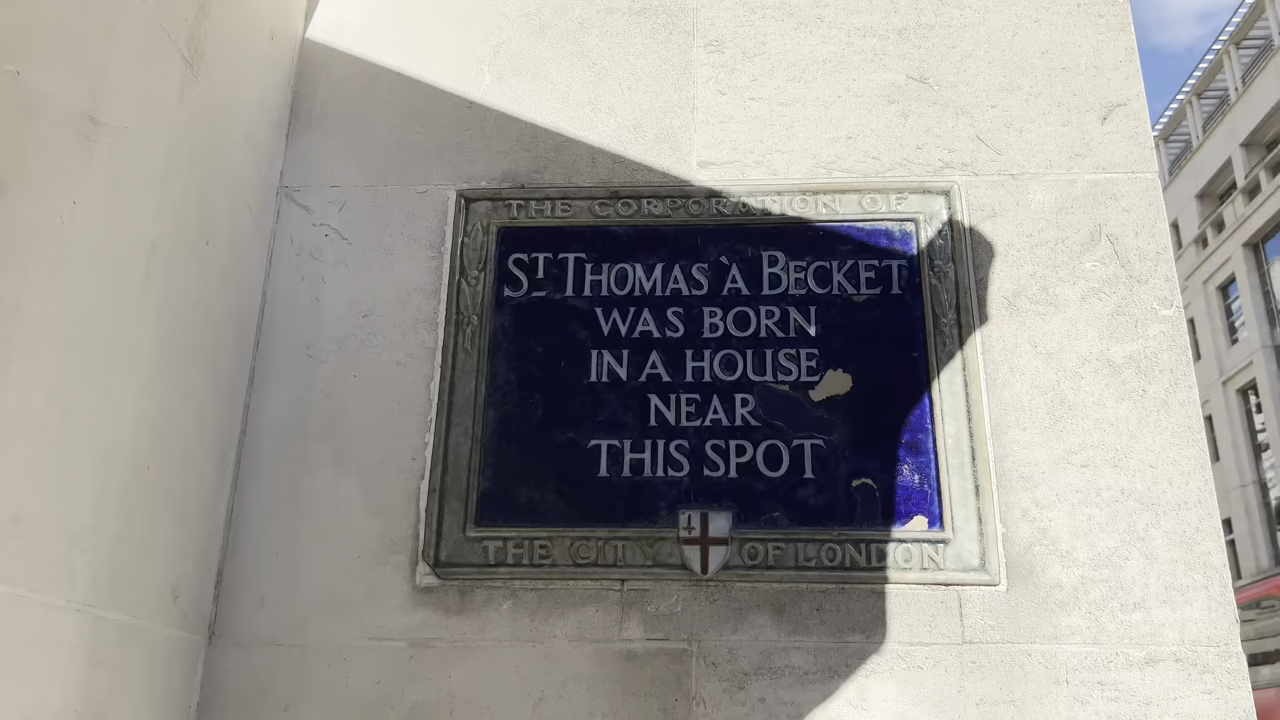 THE CORPORATION OF
ST THOMAS À BECKET
WAS BORN
IN A HOUSE
NEAR
THIS SPOT
THE CITY OF LONDON